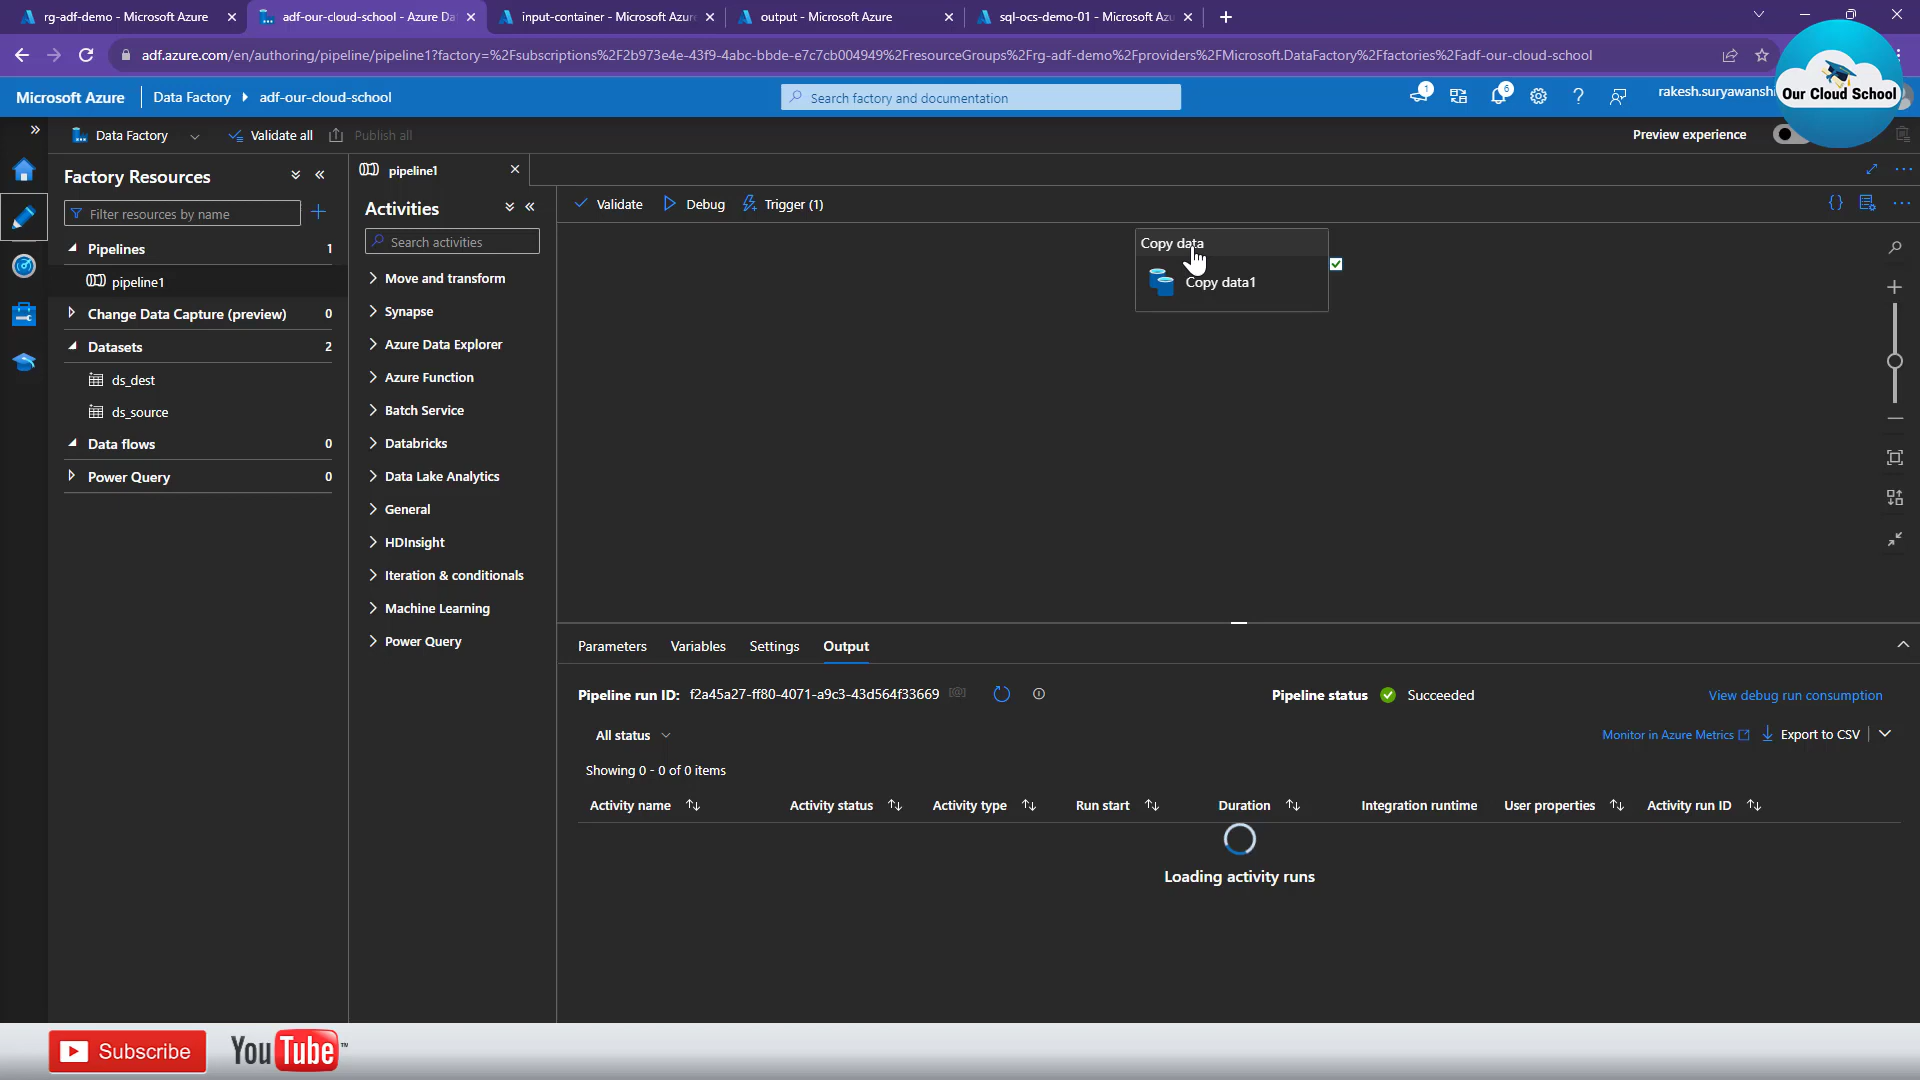 rg-adf-demo - Microsoft Azure
adf-our-cloud-school - Azure Da
input-container - Microsoft Azur
output - Microsoft Azure
sql-ocs-demo-01 - Microsoft Az
adf.azure.com/en/authoring/pipeline/pipeline1?factory=%2Fsubscriptions%2F2b973e4e-43f9-4abc-bbde-e7c7cb004949%2FresourceGroups%2Frg-adf-demo%2Fproviders%2FMicrosoft.DataFactory%2Ffactories%2Fadf-our-cloud-school
Microsoft Azure
Data Factory
adf-our-cloud-school
Search factory and documentation
1
6
rakesh.suryawansh
Our Cloud School
Data Factory
Validate all
Publish all
Preview experience
Factory Resources
Filter resources by name
Pipelines 1
pipeline1
Change Data Capture (preview) 0
Datasets 2
ds_dest
ds_source
Data flows 0
Power Query 0
pipeline1
Activities
Search activities
Move and transform
Synapse
Azure Data Explorer
Azure Function
Batch Service
Databricks
Data Lake Analytics
General
HDInsight
Iteration & conditionals
Machine Learning
Power Query
Validate
Debug
Trigger (1)
Copy data
Copy data1
Parameters
Variables
Settings
Output
Pipeline run ID: f2a45a27-ff80-4071-a9c3-43d564f33669
Pipeline status Succeeded
View debug run consumption
All status
Monitor in Azure Metrics
Export to CSV
Showing 0 - 0 of 0 items
Activity name
Activity status
Activity type
Run start
Duration
Integration runtime
User properties
Activity run ID
Loading activity runs
Subscribe
YouTube
TM